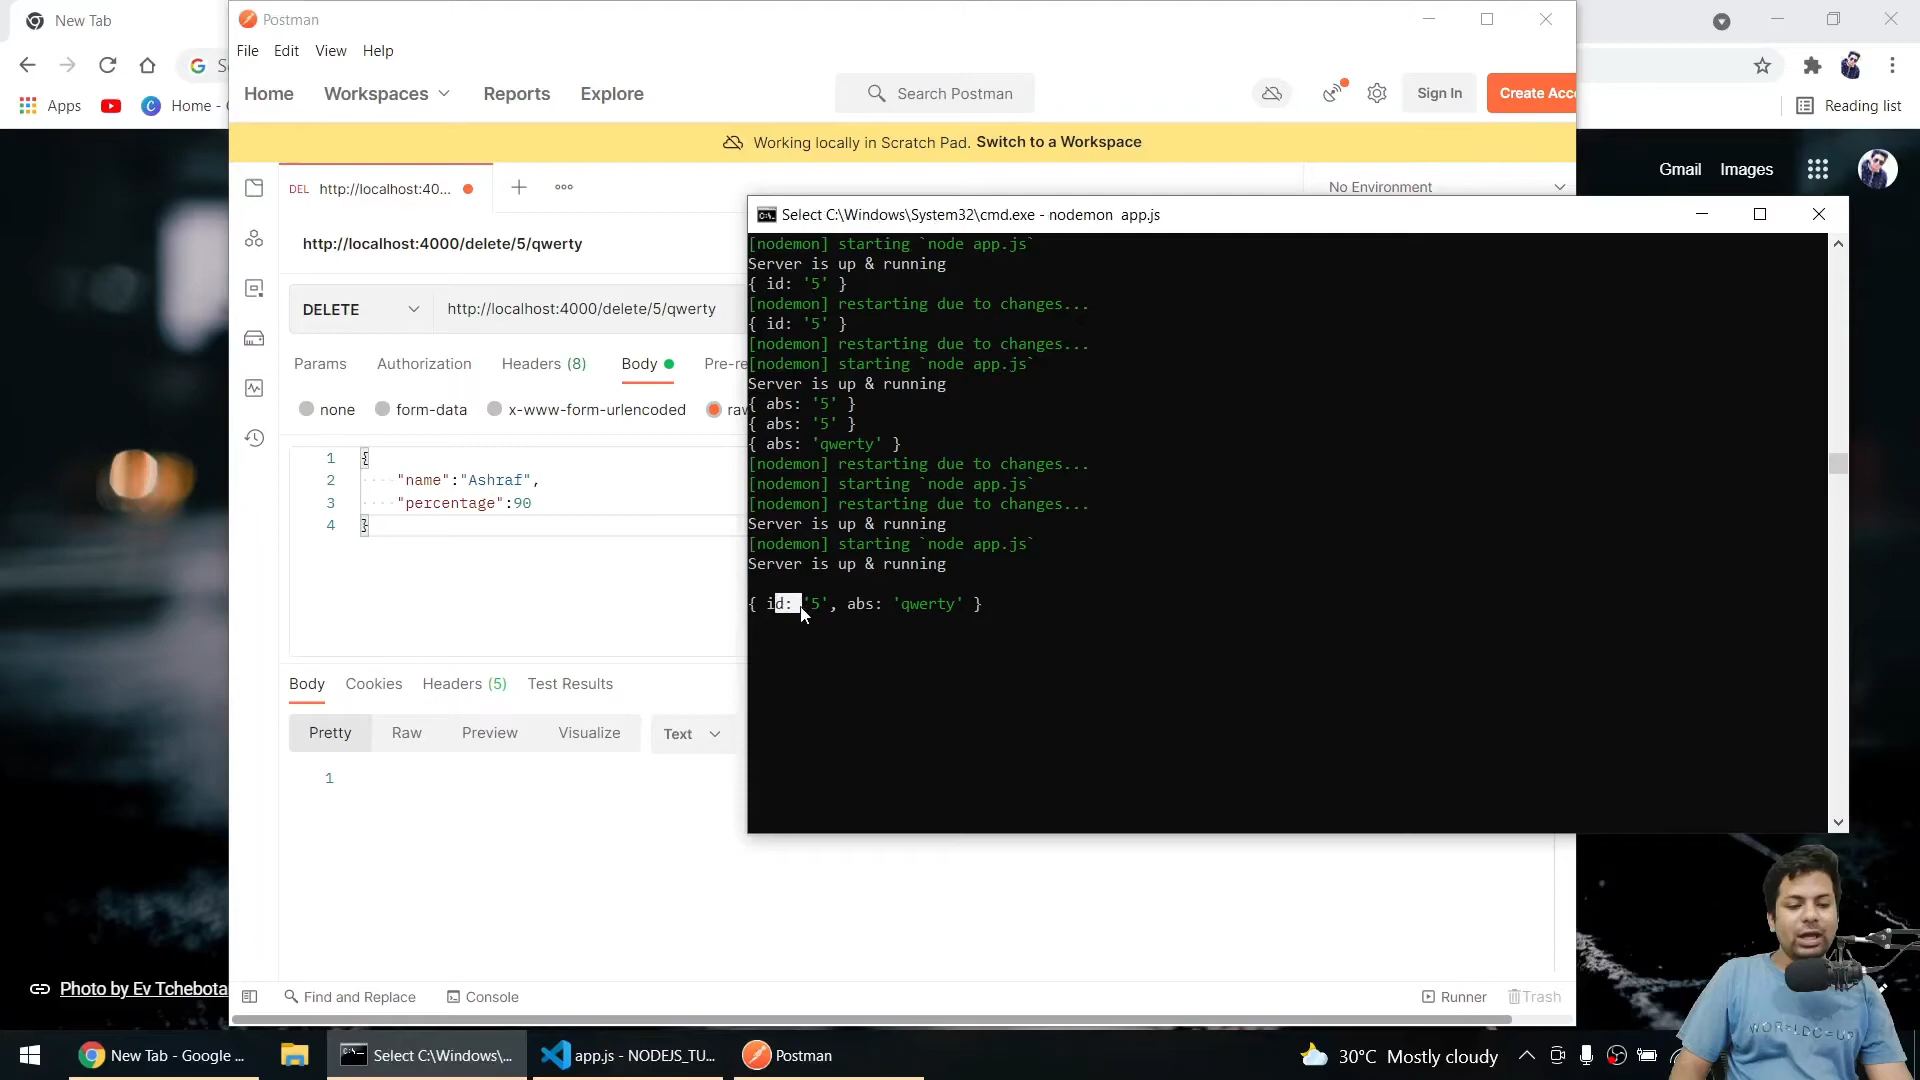 New Tab
Postman
File Edit View Help
Home Workspaces Reports Explore
Search Postman
Sign In
Create Acc
Apps
Home -
Reading list
Working locally in Scratch Pad. Switch to a Workspace
Gmail Images
DEL http://localhost:40...
No Environment
http://localhost:4000/delete/5/qwerty
DELETE http://localhost:4000/delete/5/qwerty
Params Authorization Headers (8) Body Pre-re
none form-data x-www-form-urlencoded raw
1 {
2 "name":"Ashraf",
3 "percentage":90
4 }
Body Cookies Headers (5) Test Results
Pretty Raw Preview Visualize Text
1
Select C:\Windows\System32\cmd.exe - nodemon app.js
[nodemon] starting `node app.js`
Server is up & running
{ id: '5' }
[nodemon] restarting due to changes...
{ id: '5' }
[nodemon] restarting due to changes...
[nodemon] starting `node app.js`
Server is up & running
{ abs: '5' }
{ abs: '5' }
{ abs: 'qwerty' }
[nodemon] restarting due to changes...
[nodemon] starting `node app.js`
[nodemon] restarting due to changes...
Server is up & running
[nodemon] starting `node app.js`
Server is up & running
{ id: '5', abs: 'qwerty' }
Photo by Ev Tchebota
Find and Replace Console
Runner Trash
New Tab - Google ...
Select C:\Windows\...
app.js - NODEJS_TU...
Postman
30°C Mostly cloudy